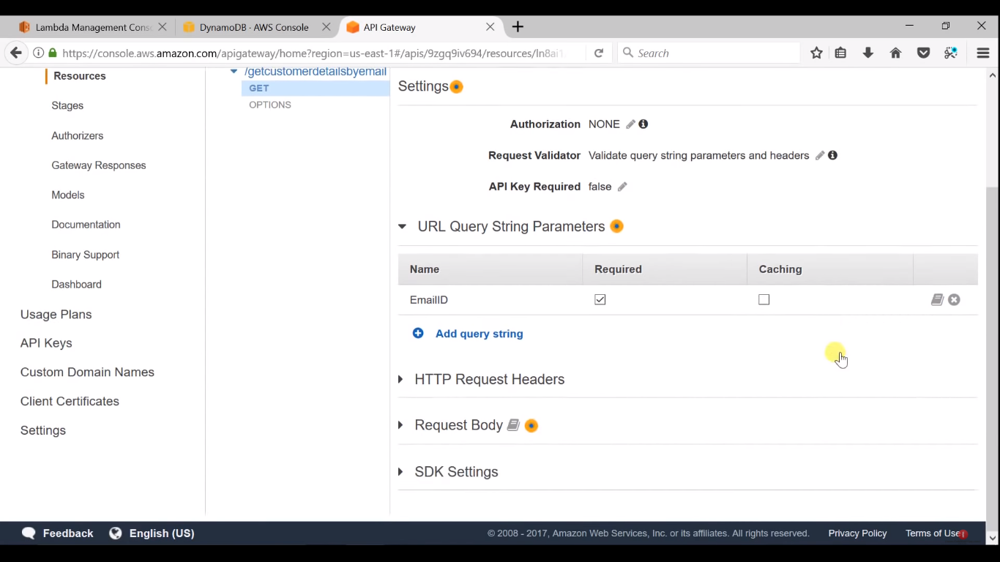 Lambda Management Cons
DynamoDB · AWS Console
API Gateway
https://console.aws.amazon.com/apigateway/home?region=us-east-1#/apis/9zgq9iv694/resources/ln8ai1
Search
Resources
Stages
Authorizers
Gateway Responses
Models
Documentation
Binary Support
Dashboard
Usage Plans
API Keys
Custom Domain Names
Client Certificates
Settings
/getcustomerdetailsbyemail
GET
OPTIONS
Settings
Authorization NONE
Request Validator Validate query string parameters and headers
API Key Required false
URL Query String Parameters
Name Required Caching
EmailID
Add query string
HTTP Request Headers
Request Body
SDK Settings
Feedback English (US)
© 2008 - 2017, Amazon Web Services, Inc. or its affiliates. All rights reserved. Privacy Policy Terms of Use